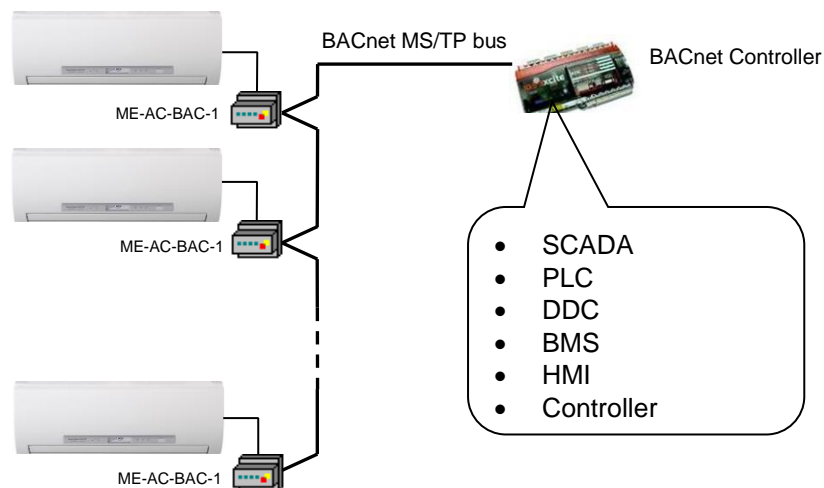 BACnet MS/TP bus
BACnet Controller
ME-AC-BAC-1
xcite
ME-AC-BAC-1
• SCADA
• PLC
• DDC
• BMS
• HMI
• Controller
ME-AC-BAC-1